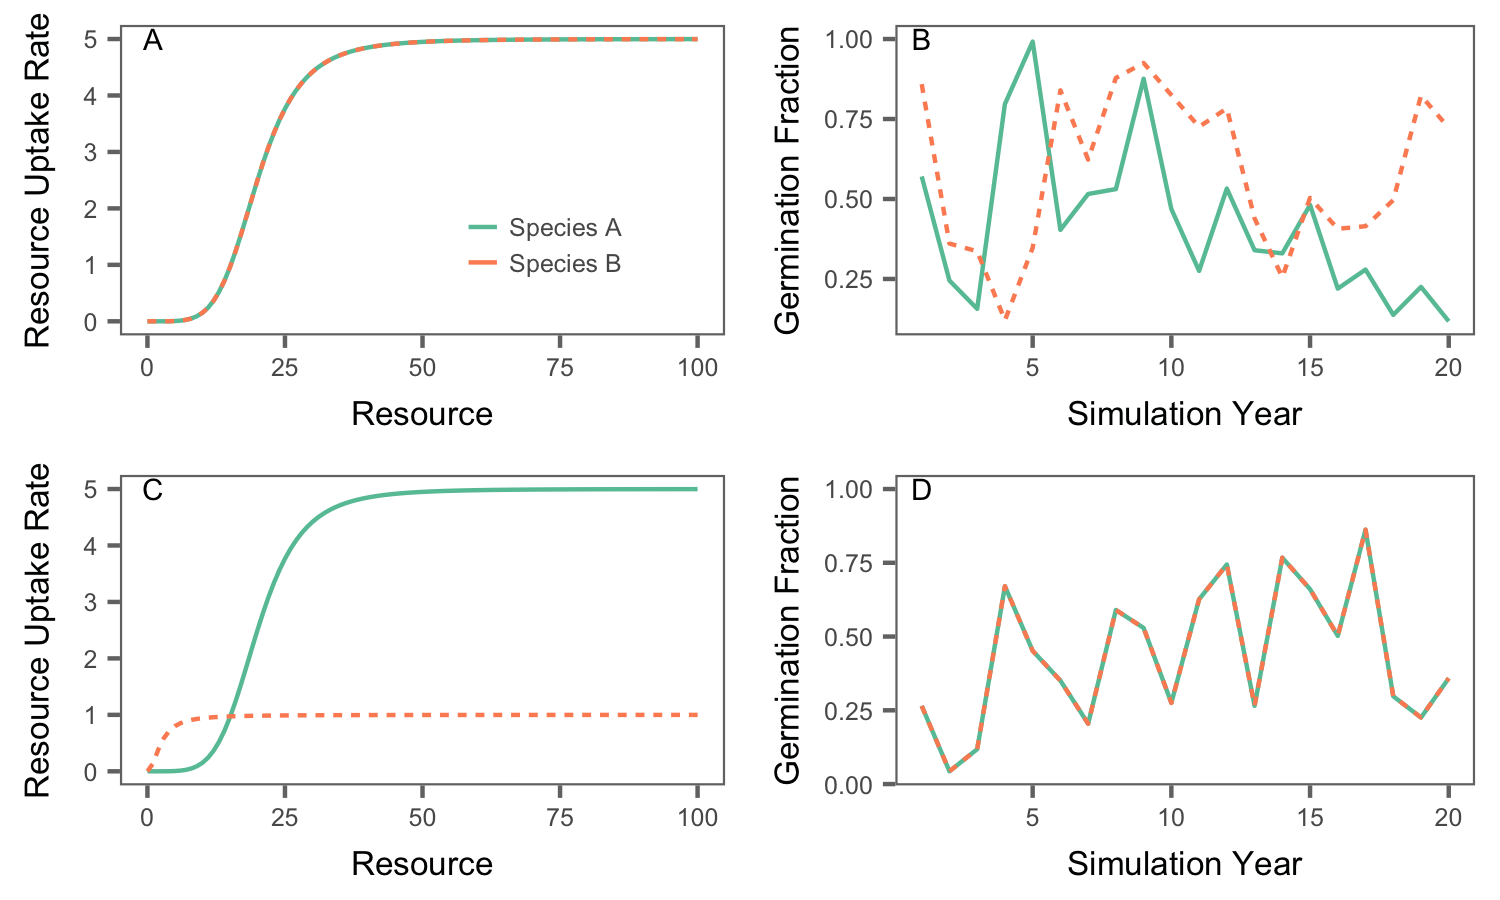 A
Resource Uptake Rate
5
4
3
2
1
0
Species A
Species B
0 25 50 75 100
Resource
B
Germination Fraction
1.00
0.75
0.50
0.25
5 10 15 20
Simulation Year
C
Resource Uptake Rate
5
4
3
2
1
0
0 25 50 75 100
Resource
D
Germination Fraction
1.00
0.75
0.50
0.25
0.00
5 10 15 20
Simulation Year